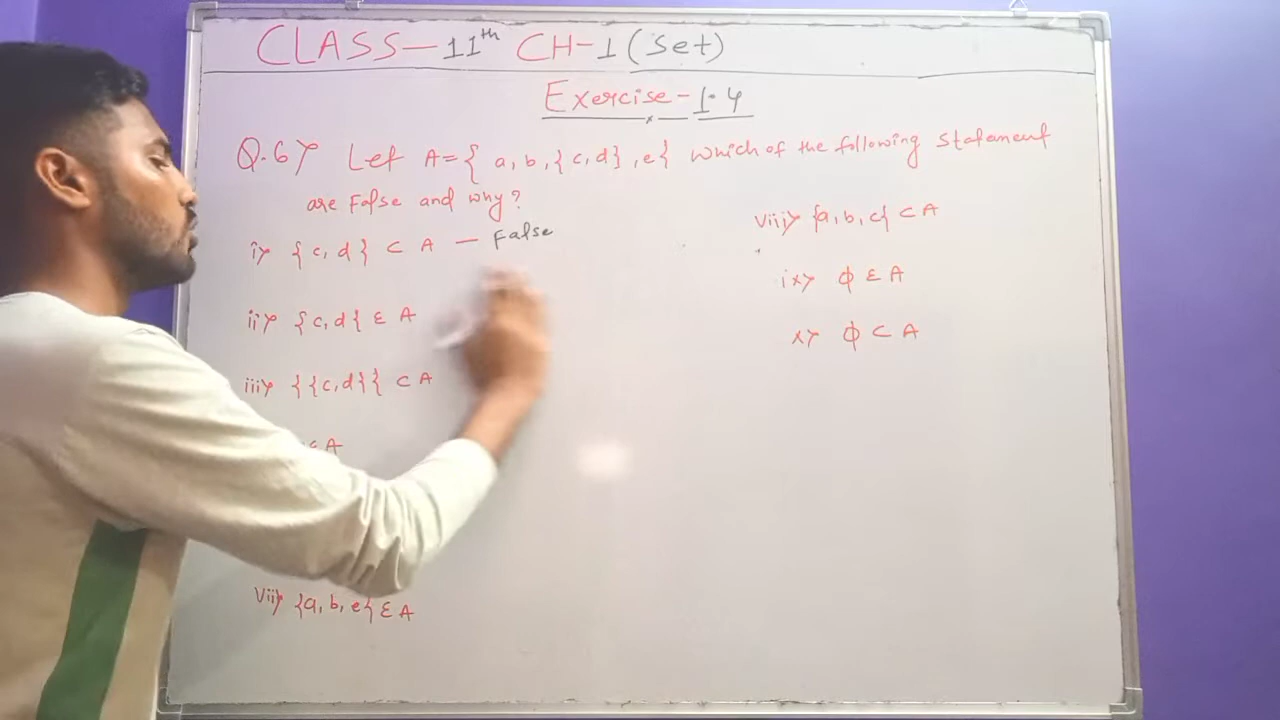 CLASS—11th CH-1 (Set)
Exercise-1.4
Q.6> Let A={ a, b, {c, d}, e} which of the following statement
are False and why?
i> {c, d} ⊂ A — False
ii> {c, d} ε A
iii> {{c, d}} ⊂ A
⊂ A
vii> {a, b, e} ε A
viii> {a, b, c} ⊂ A
ix> φ ε A
x> φ ⊂ A